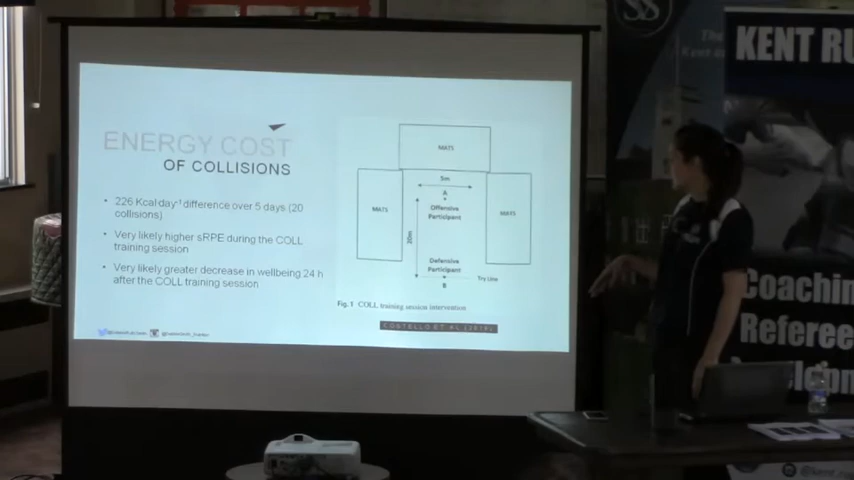 ENERGY COST
OF COLLISIONS
• 226 Kcal·day⁻¹ difference over 5 days (20
collisions)
• Very likely higher sRPE during the COLL
training session
• Very likely greater decrease in wellbeing 24 h
after the COLL training session
MATS
MATS
MATS
5m
A
Offensive
Participant
20m
Defensive
Participant
B
Try Line
Fig. 1 COLL training session intervention
COSTELLO ET AL (2018)
The
Kent
KENT RU
Coachin
Referee
@kent_